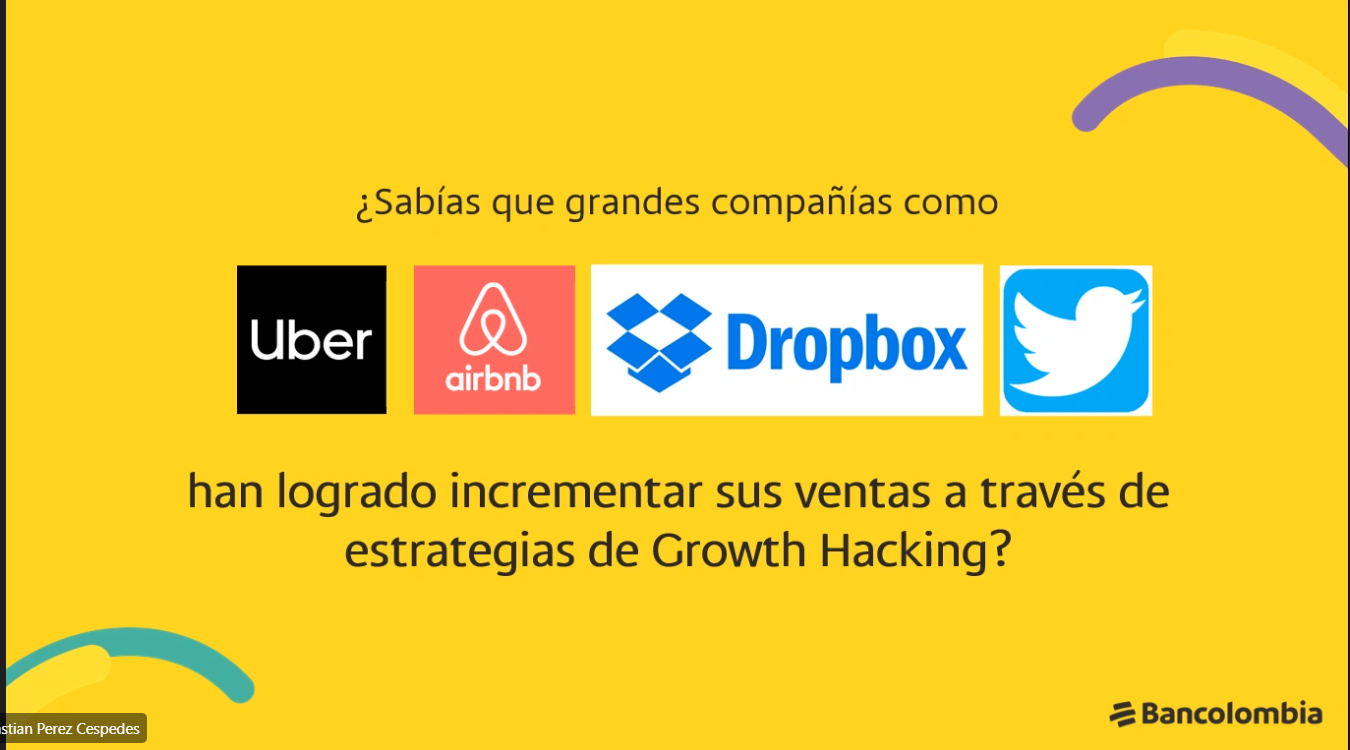 ¿Sabías que grandes compañías como
Uber
airbnb
Dropbox
han logrado incrementar sus ventas a través de
estrategias de Growth Hacking?
Bancolombia
Perez Cespedes